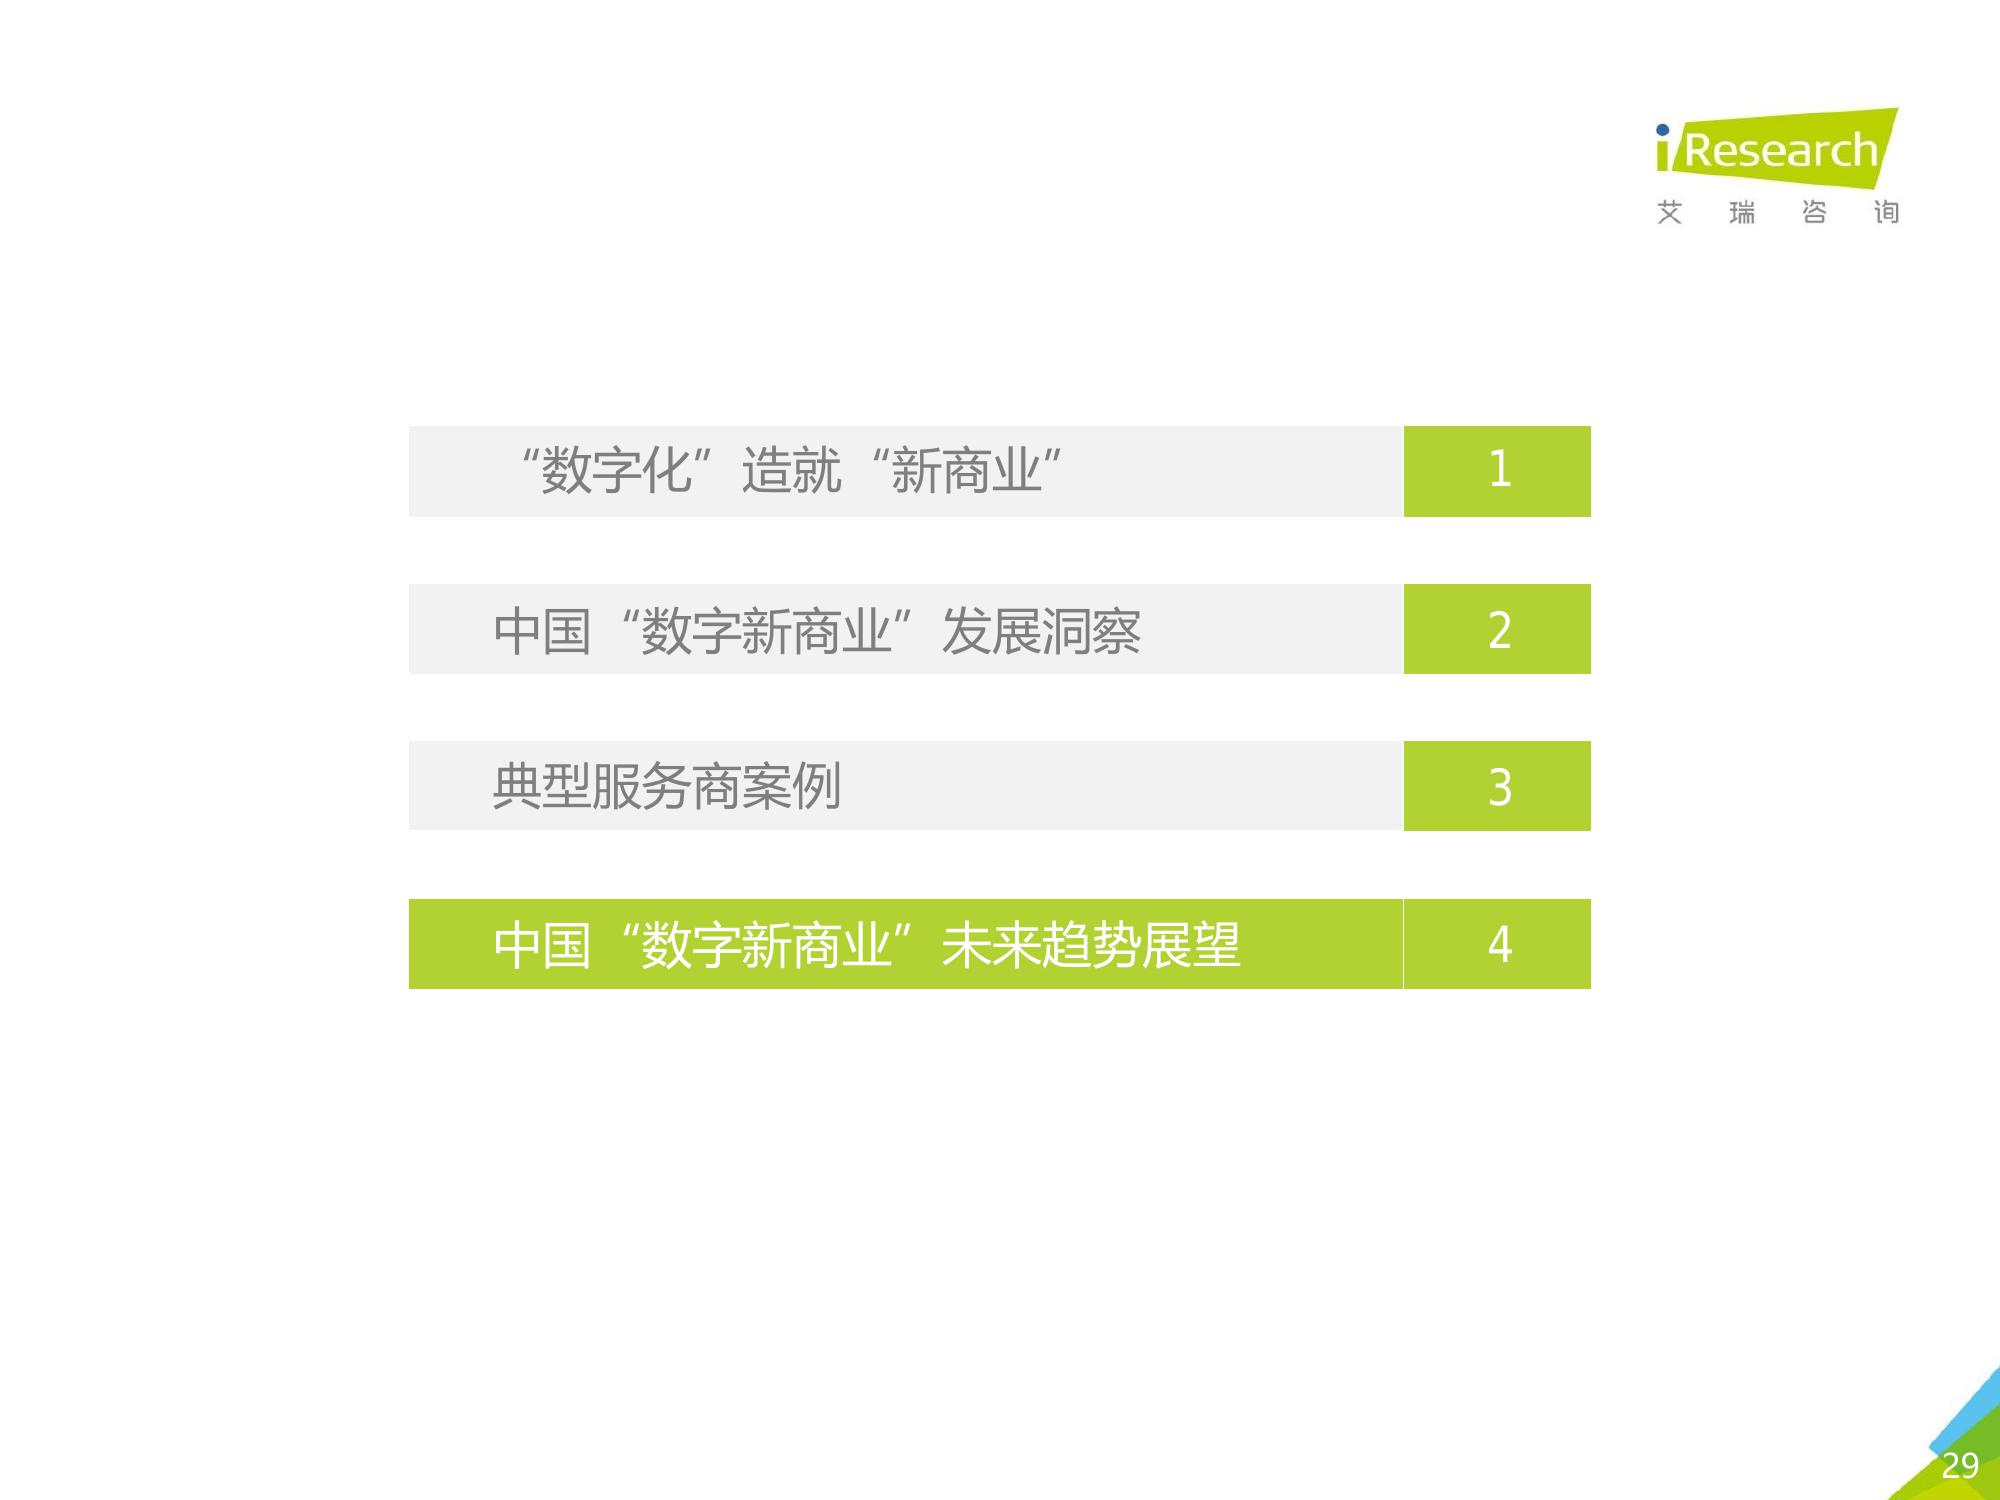 iResearch
艾瑞咨询
“数字化”造就“新商业” 1
中国“数字新商业”发展洞察 2
典型服务商案例 3
中国“数字新商业”未来趋势展望 4
29